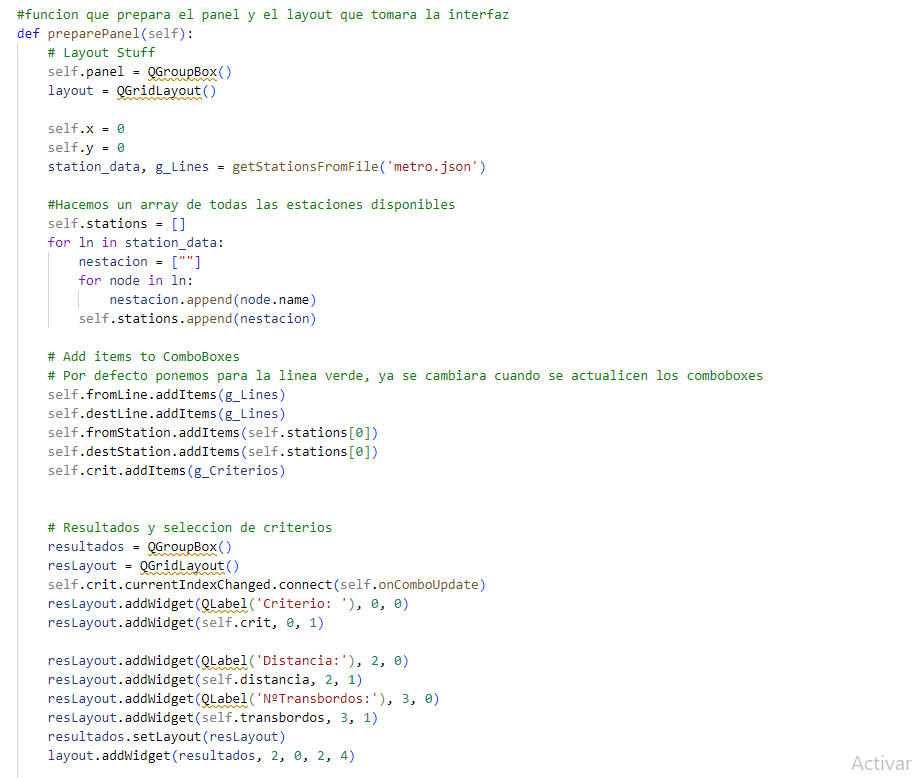 #funcion que prepara el panel y el layout que tomara la interfaz
def preparePanel(self):
    # Layout Stuff
    self.panel = QGroupBox()
    layout = QGridLayout()

    self.x = 0
    self.y = 0
    station_data, g_Lines = getStationsFromFile('metro.json')

    #Hacemos un array de todas las estaciones disponibles
    self.stations = []
    for ln in station_data:
        nestacion = [""]
        for node in ln:
            nestacion.append(node.name)
        self.stations.append(nestacion)

    # Add items to ComboBoxes
    # Por defecto ponemos para la linea verde, ya se cambiara cuando se actualicen los comboboxes
    self.fromLine.addItems(g_Lines)
    self.destLine.addItems(g_Lines)
    self.fromStation.addItems(self.stations[0])
    self.destStation.addItems(self.stations[0])
    self.crit.addItems(g_Criterios)

    # Resultados y seleccion de criterios
    resultados = QGroupBox()
    resLayout = QGridLayout()
    self.crit.currentIndexChanged.connect(self.onComboUpdate)
    resLayout.addWidget(QLabel('Criterio: '), 0, 0)
    resLayout.addWidget(self.crit, 0, 1)

    resLayout.addWidget(QLabel('Distancia:'), 2, 0)
    resLayout.addWidget(self.distancia, 2, 1)
    resLayout.addWidget(QLabel('NºTransbordos:'), 3, 0)
    resLayout.addWidget(self.transbordos, 3, 1)
    resultados.setLayout(resLayout)
    layout.addWidget(resultados, 2, 0, 2, 4)
Activar